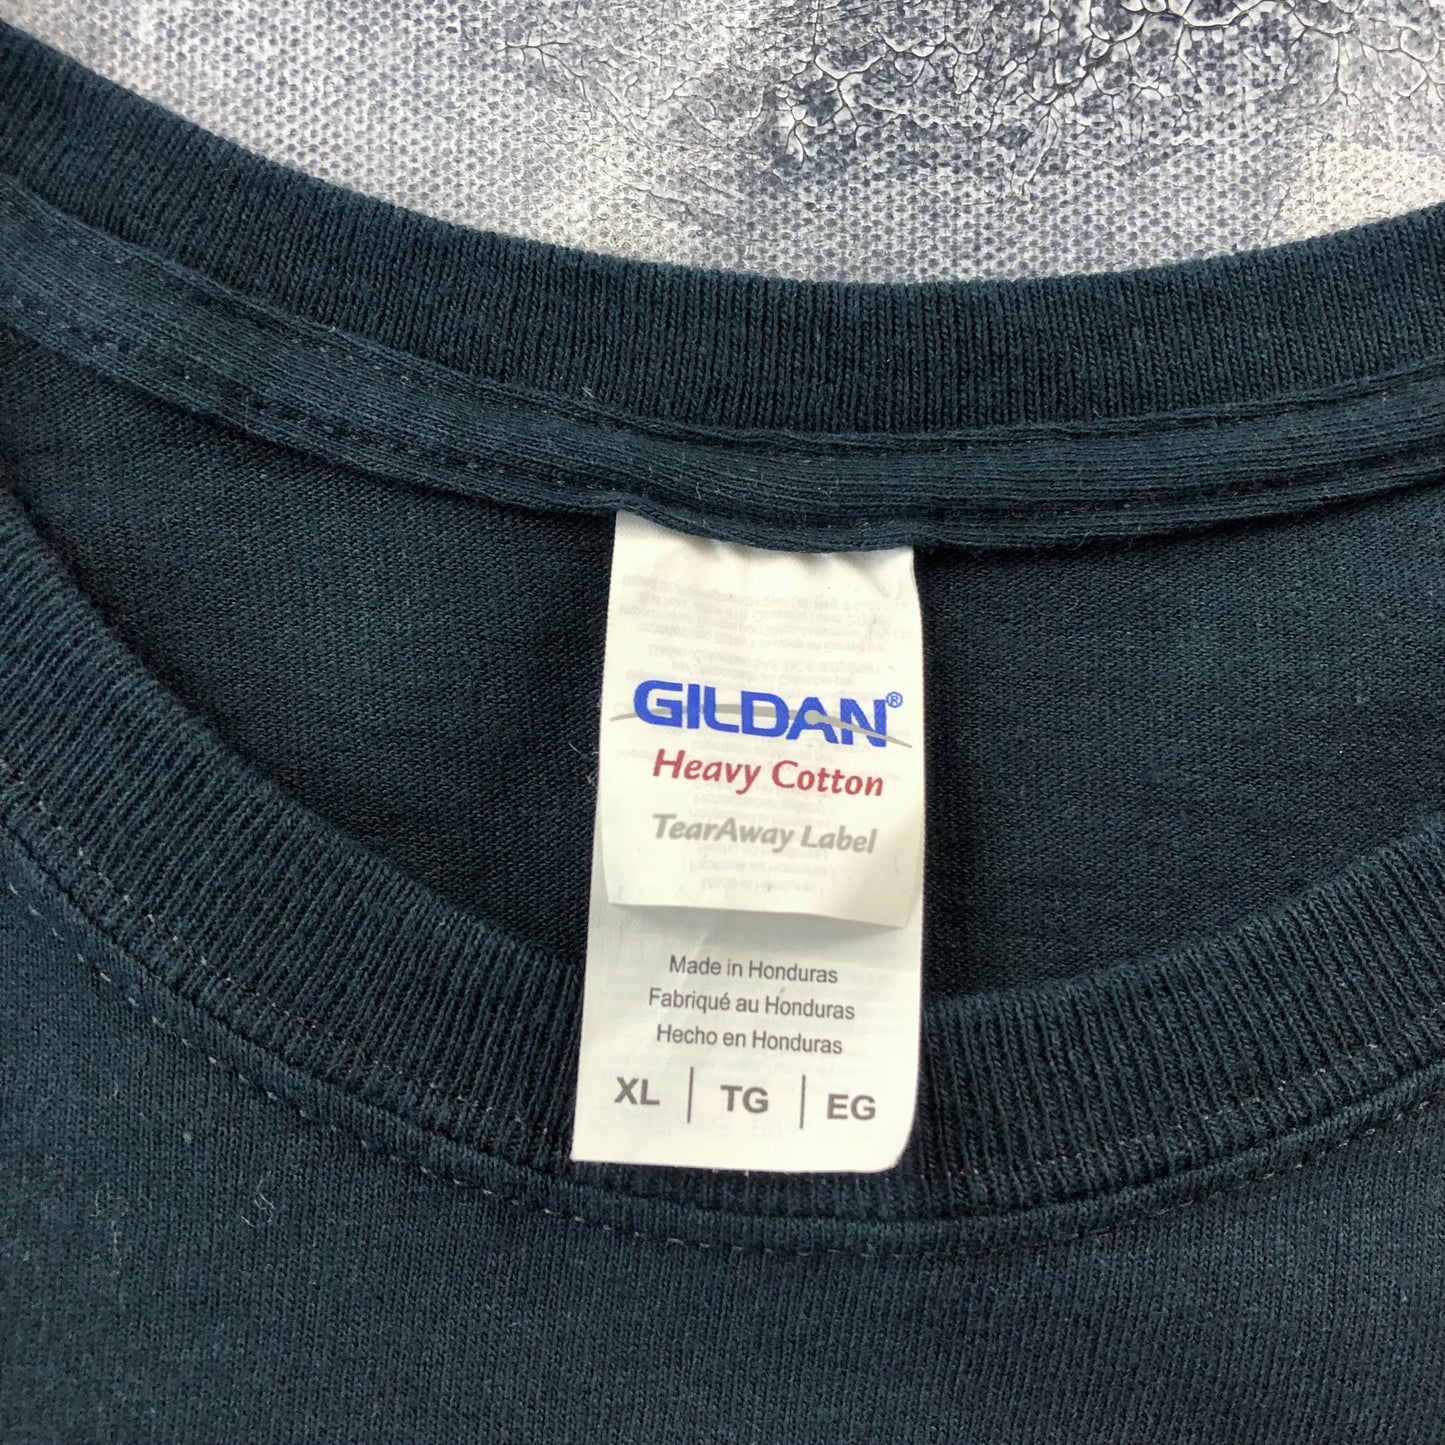 GILDAN®
Heavy Cotton
TearAway Label
Made in Honduras
Fabriqué au Honduras
Hecho en Honduras
XL | TG | EG